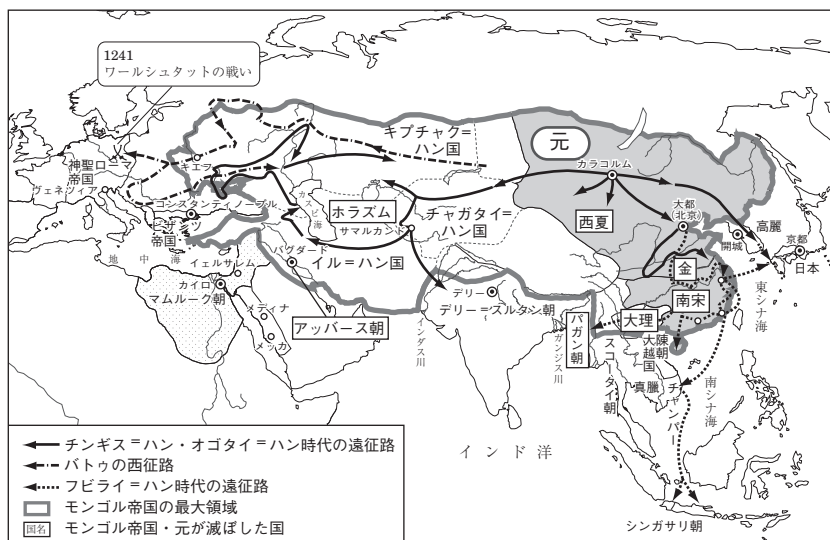 1241
ワールシュタットの戦い
神聖ローマ
帝国
ヴェネツィア
キエフ
キプチャク＝
ハン国
元
カラコルム
コンスタンティノープル
ビザンツ
帝国
カスピ海
ホラズム
サマルカンド
チャガタイ＝
ハン国
西夏
大都
(北京)
高麗
開城
京都
日本
地中海
イェルサレム
バグダード
イル＝ハン国
金
東シナ海
カイロ
マムルーク朝
メディナ
メッカ
アッバース朝
デリー
デリー＝スルタン朝
インダス川
ガンジス川
パガン朝
大理
南宋
スコータイ朝
陳朝
大越国
真臘
チャンパー
南シナ海
インド洋
シンガサリ朝
チンギス＝ハン・オゴタイ＝ハン時代の遠征路
バトゥの西征路
フビライ＝ハン時代の遠征路
モンゴル帝国の最大領域
国名 モンゴル帝国・元が滅ぼした国